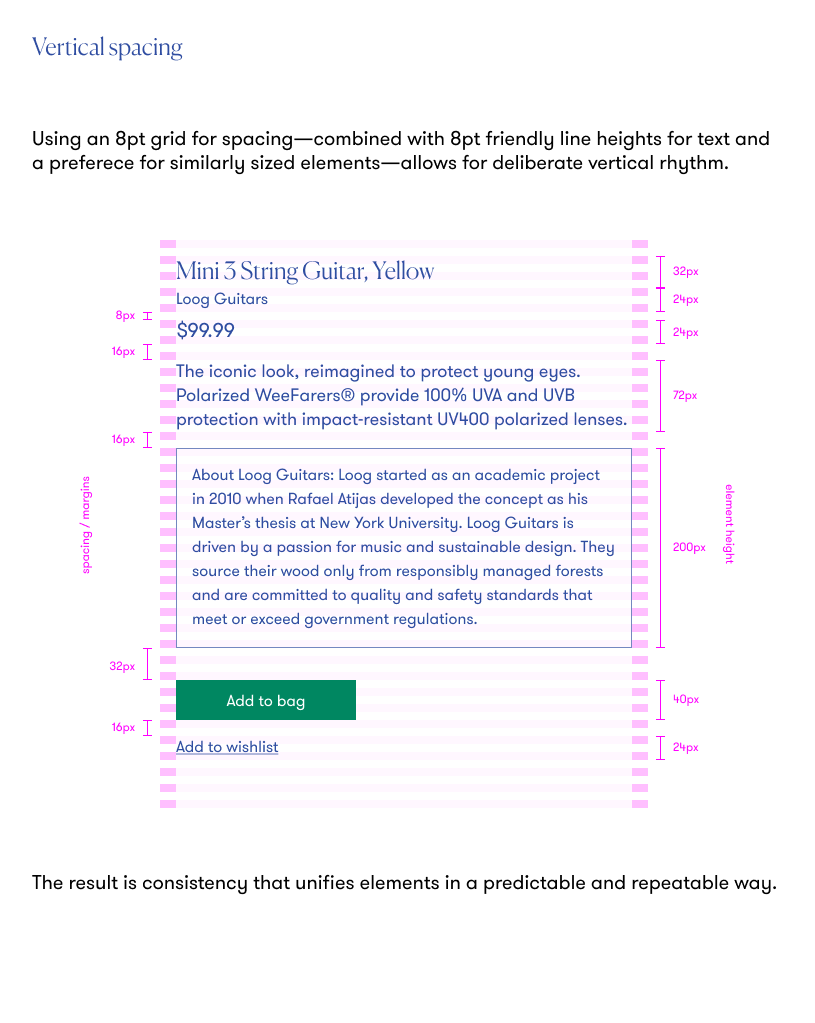 Vertical spacing
Using an 8pt grid for spacing—combined with 8pt friendly line heights for text and
a preferece for similarly sized elements—allows for deliberate vertical rhythm.
Mini 3 String Guitar, Yellow
32px
Loog Guitars
24px
8px
$99.99
24px
16px
The iconic look, reimagined to protect young eyes.
Polarized WeeFarers® provide 100% UVA and UVB
72px
protection with impact-resistant UV400 polarized lenses.
16px
About Loog Guitars: Loog started as an academic project
in 2010 when Rafael Atijas developed the concept as his
Master’s thesis at New York University. Loog Guitars is
driven by a passion for music and sustainable design. They
source their wood only from responsibly managed forests
and are committed to quality and safety standards that
meet or exceed government regulations.
spacing / margins
200px
element height
32px
Add to bag
40px
16px
Add to wishlist
24px
The result is consistency that unifies elements in a predictable and repeatable way.